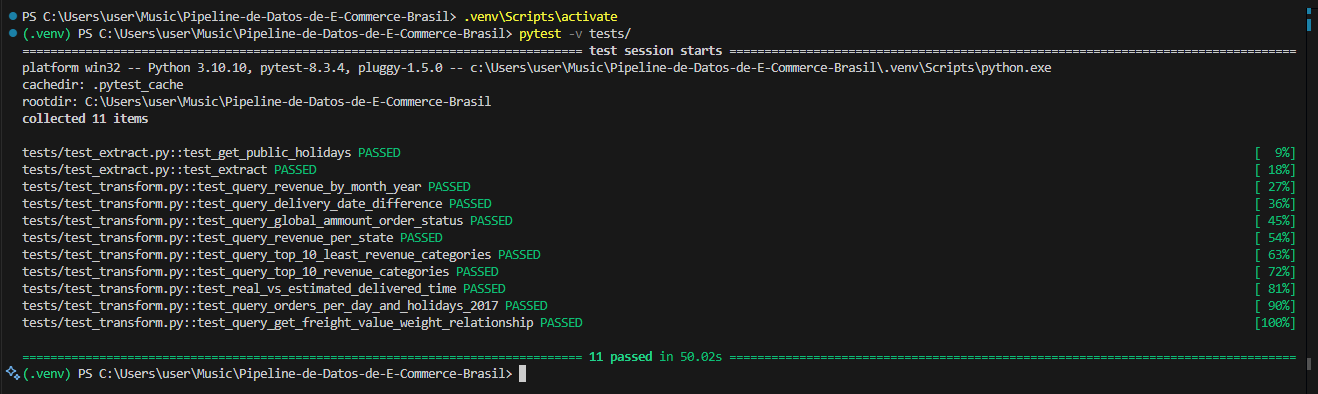 PS C:\Users\user\Music\Pipeline-de-Datos-de-E-Commerce-Brasil> .venv\Scripts\activate
(.venv) PS C:\Users\user\Music\Pipeline-de-Datos-de-E-Commerce-Brasil> pytest -v tests/
================================================================================ test session starts =================================================================================
platform win32 -- Python 3.10.10, pytest-8.3.4, pluggy-1.5.0 -- c:\Users\user\Music\Pipeline-de-Datos-de-E-Commerce-Brasil\.venv\Scripts\python.exe
cachedir: .pytest_cache
rootdir: C:\Users\user\Music\Pipeline-de-Datos-de-E-Commerce-Brasil
collected 11 items
tests/test_extract.py::test_get_public_holidays PASSED [  9%]
tests/test_extract.py::test_extract PASSED [ 18%]
tests/test_transform.py::test_query_revenue_by_month_year PASSED [ 27%]
tests/test_transform.py::test_query_delivery_date_difference PASSED [ 36%]
tests/test_transform.py::test_query_global_ammount_order_status PASSED [ 45%]
tests/test_transform.py::test_query_revenue_per_state PASSED [ 54%]
tests/test_transform.py::test_query_top_10_least_revenue_categories PASSED [ 63%]
tests/test_transform.py::test_query_top_10_revenue_categories PASSED [ 72%]
tests/test_transform.py::test_real_vs_estimated_delivered_time PASSED [ 81%]
tests/test_transform.py::test_query_orders_per_day_and_holidays_2017 PASSED [ 90%]
tests/test_transform.py::test_query_get_freight_value_weight_relationship PASSED [100%]
================================================================================ 11 passed in 50.02s =================================================================================
(.venv) PS C:\Users\user\Music\Pipeline-de-Datos-de-E-Commerce-Brasil>